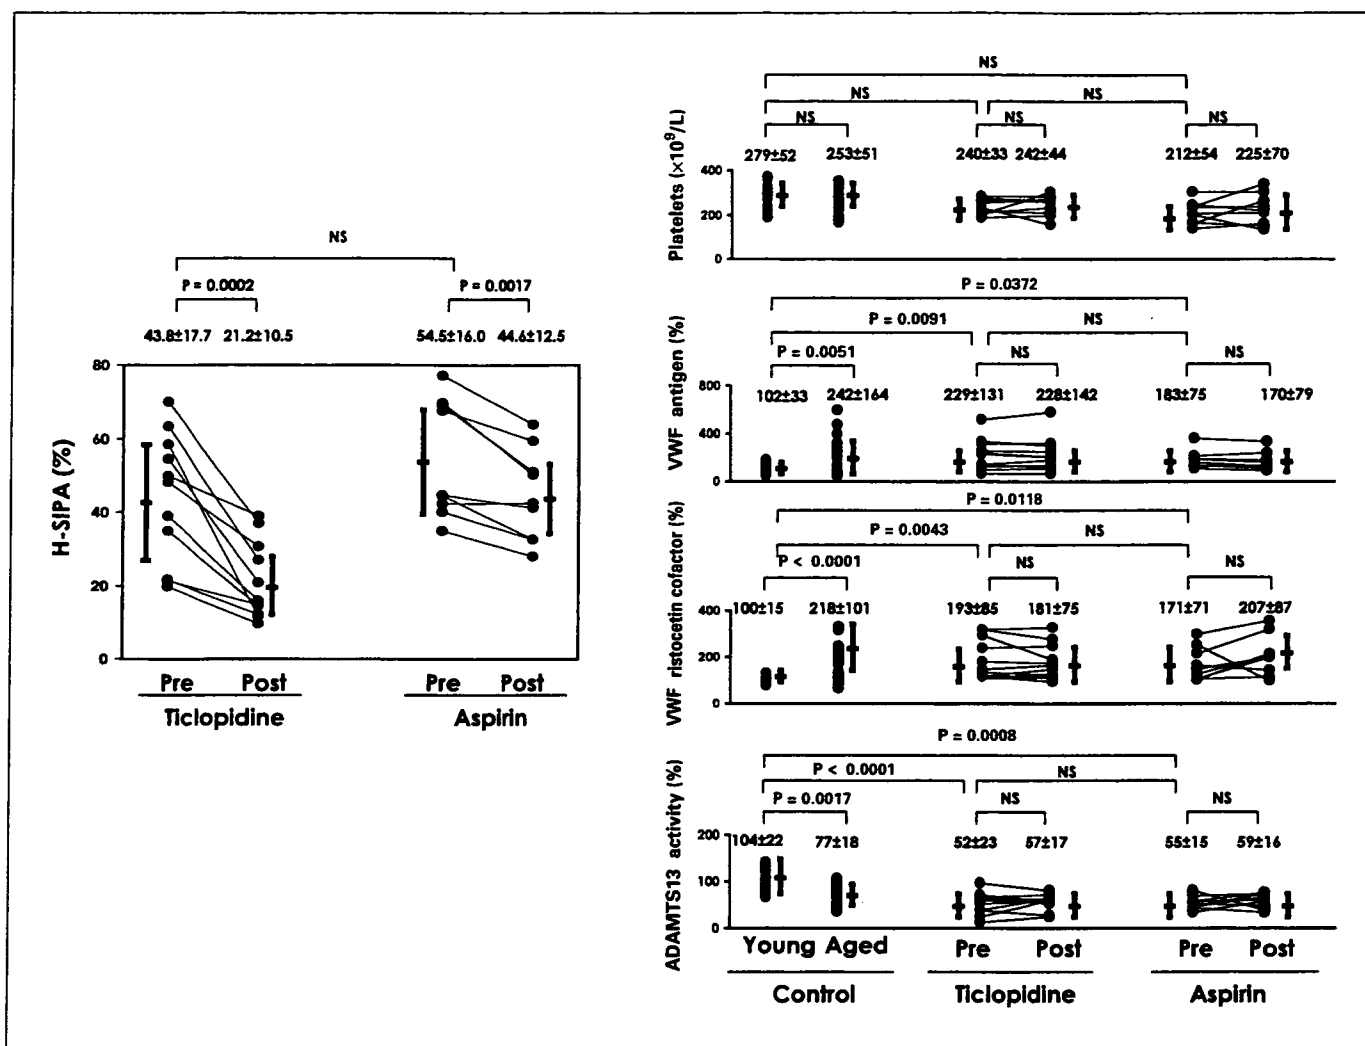 NS
P = 0.0002
P = 0.0017
43.8±17.7 21.2±10.5 54.5±16.0 44.6±12.5
H-SIPA (%)
80
60
40
20
0
Pre Post Pre Post
Ticlopidine Aspirin
NS
NS NS
NS NS NS
279±52 253±51 240±33 242±44 212±54 225±70
Platelets (×10⁹/L)
400
200
0
P = 0.0372
P = 0.0091 NS
P = 0.0051 NS NS
102±33 242±164 229±131 228±142 183±75 170±79
VWF antigen (%)
800
400
0
P = 0.0118
P = 0.0043 NS
P < 0.0001 NS NS
100±15 218±101 193±85 181±75 171±71 207±87
VWF ristocetin cofactor (%)
400
200
0
P = 0.0008
P < 0.0001 NS
P = 0.0017 NS NS
104±22 77±18 52±23 57±17 55±15 59±16
ADAMTS13 activity (%)
200
100
0
Young Aged Pre Post Pre Post
Control Ticlopidine Aspirin